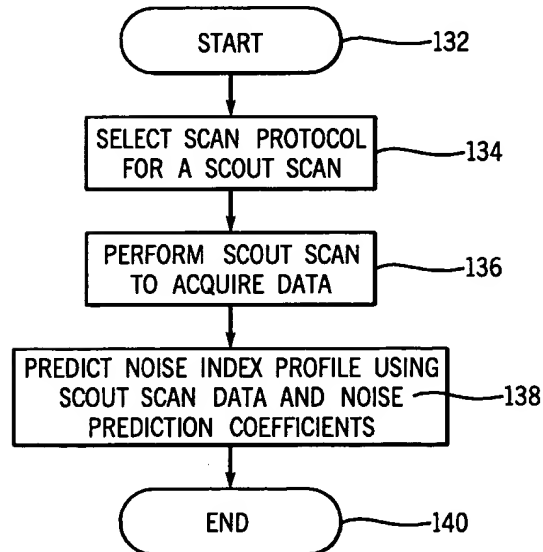 START
132
SELECT SCAN PROTOCOL
FOR A SCOUT SCAN
134
PERFORM SCOUT SCAN
TO ACQUIRE DATA
136
PREDICT NOISE INDEX PROFILE USING
SCOUT SCAN DATA AND NOISE
PREDICTION COEFFICIENTS
138
END
140